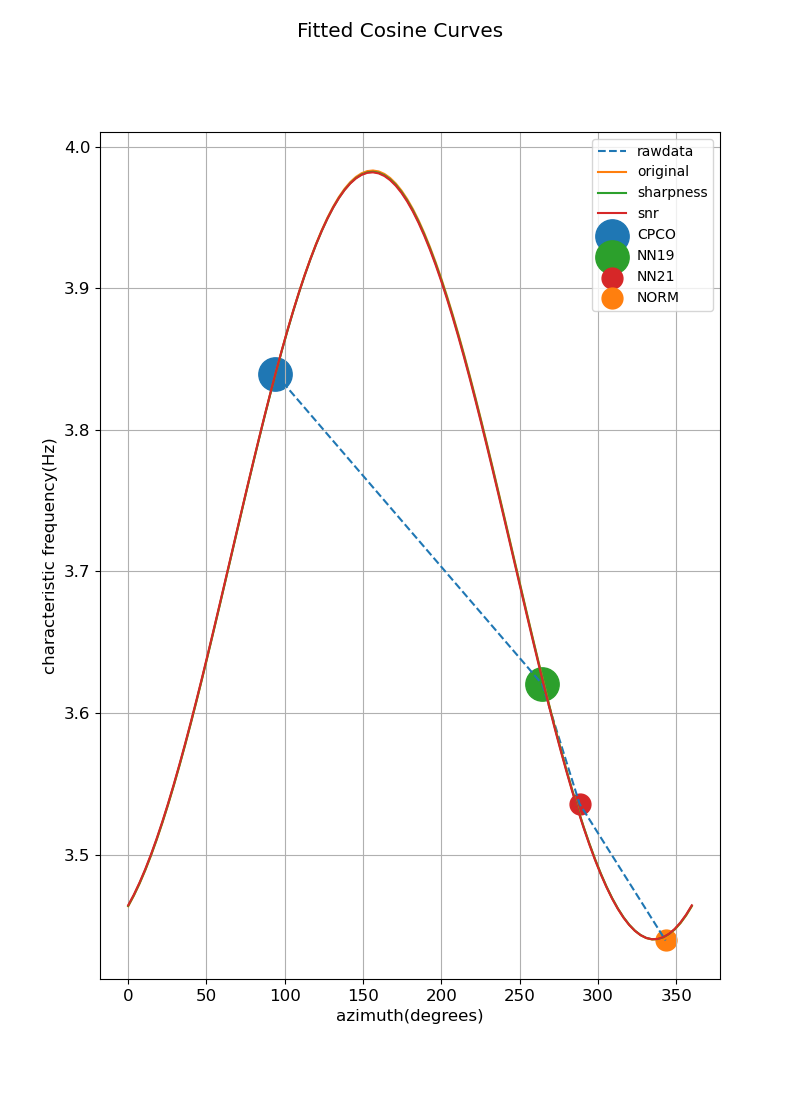 Fitted Cosine Curves
4.0
3.9
3.8
3.7
3.6
3.5
characteristic frequency(Hz)
rawdata
original
sharpness
snr
CPCO
NN19
NN21
NORM
0 50 100 150 200 250 300 350
azimuth(degrees)